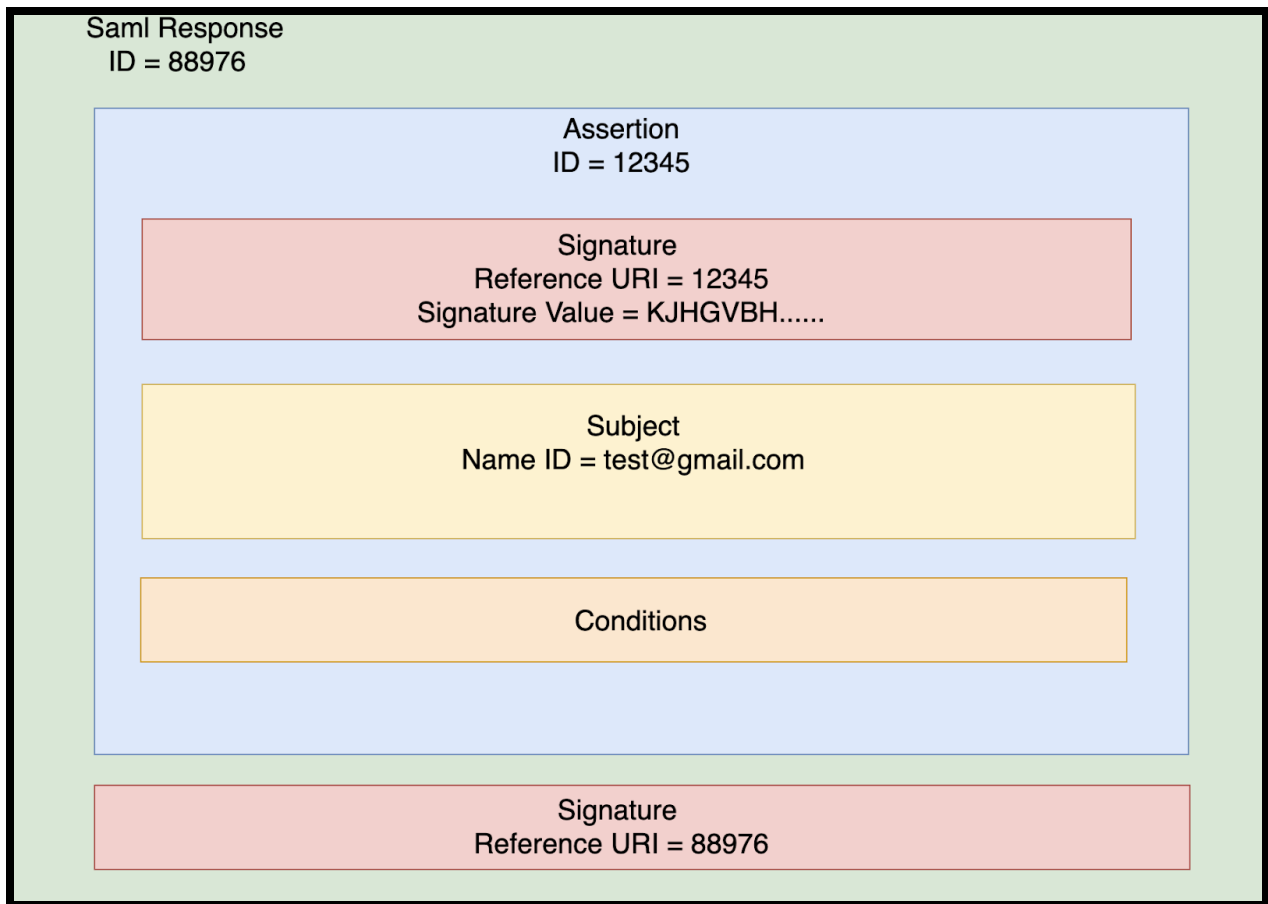 Saml Response
ID = 88976
Assertion
ID = 12345
Signature
Reference URI = 12345
Signature Value = KJHGVBH......
Subject
Name ID = test@gmail.com
Conditions
Signature
Reference URI = 88976